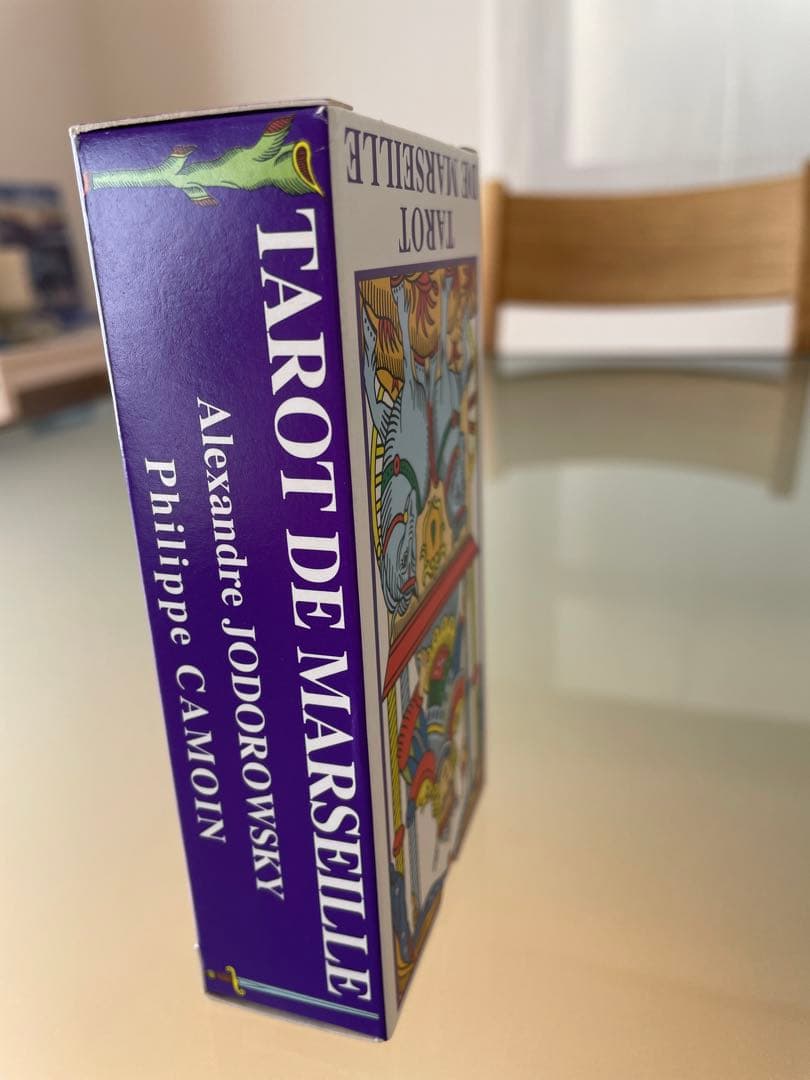 TAROT DE MARSEILLE
Alexandre JODOROWSKY
Philippe CAMOIN
TAROT
DE MARSEILLE